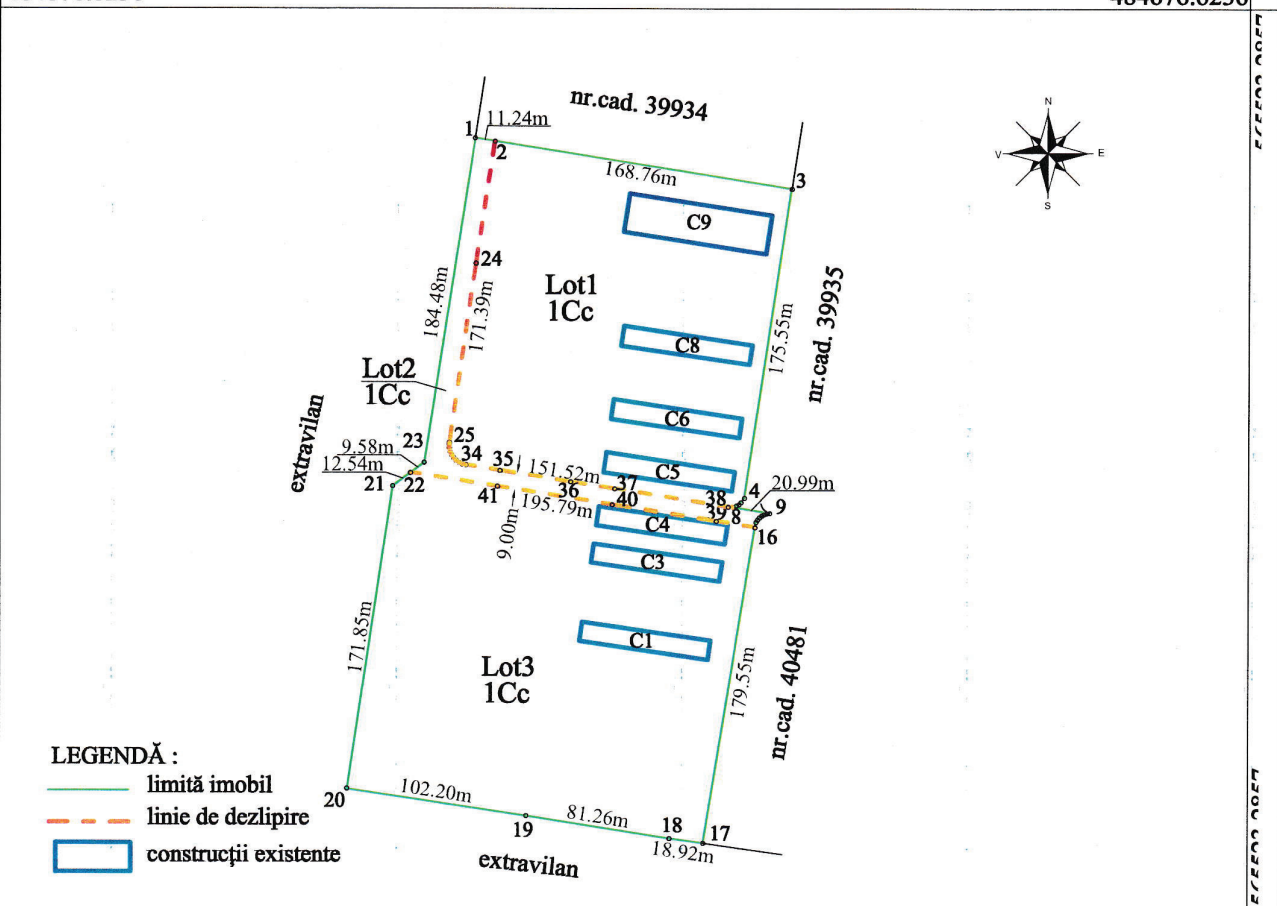 nr.cad. 39934
1
11.24m
2
168.76m
3
N
V
E
S
C9
24
Lot1
1Cc
184.48m
171.39m
nr.cad. 39935
175.55m
C8
Lot2
1Cc
C6
extravilan
23
25
9.58m
34
35
12.54m
151.52m
C5
4
20.99m
21
22
41
36
37
38
9
195.79m
40
39
8
16
9.00m
C4
C3
C1
171.85m
Lot3
1Cc
179.55m
nr.cad. 40481
LEGENDĂ :
limită imobil
linie de dezlipire
construcții existente
20
102.20m
19
81.26m
18
17
18.92m
extravilan